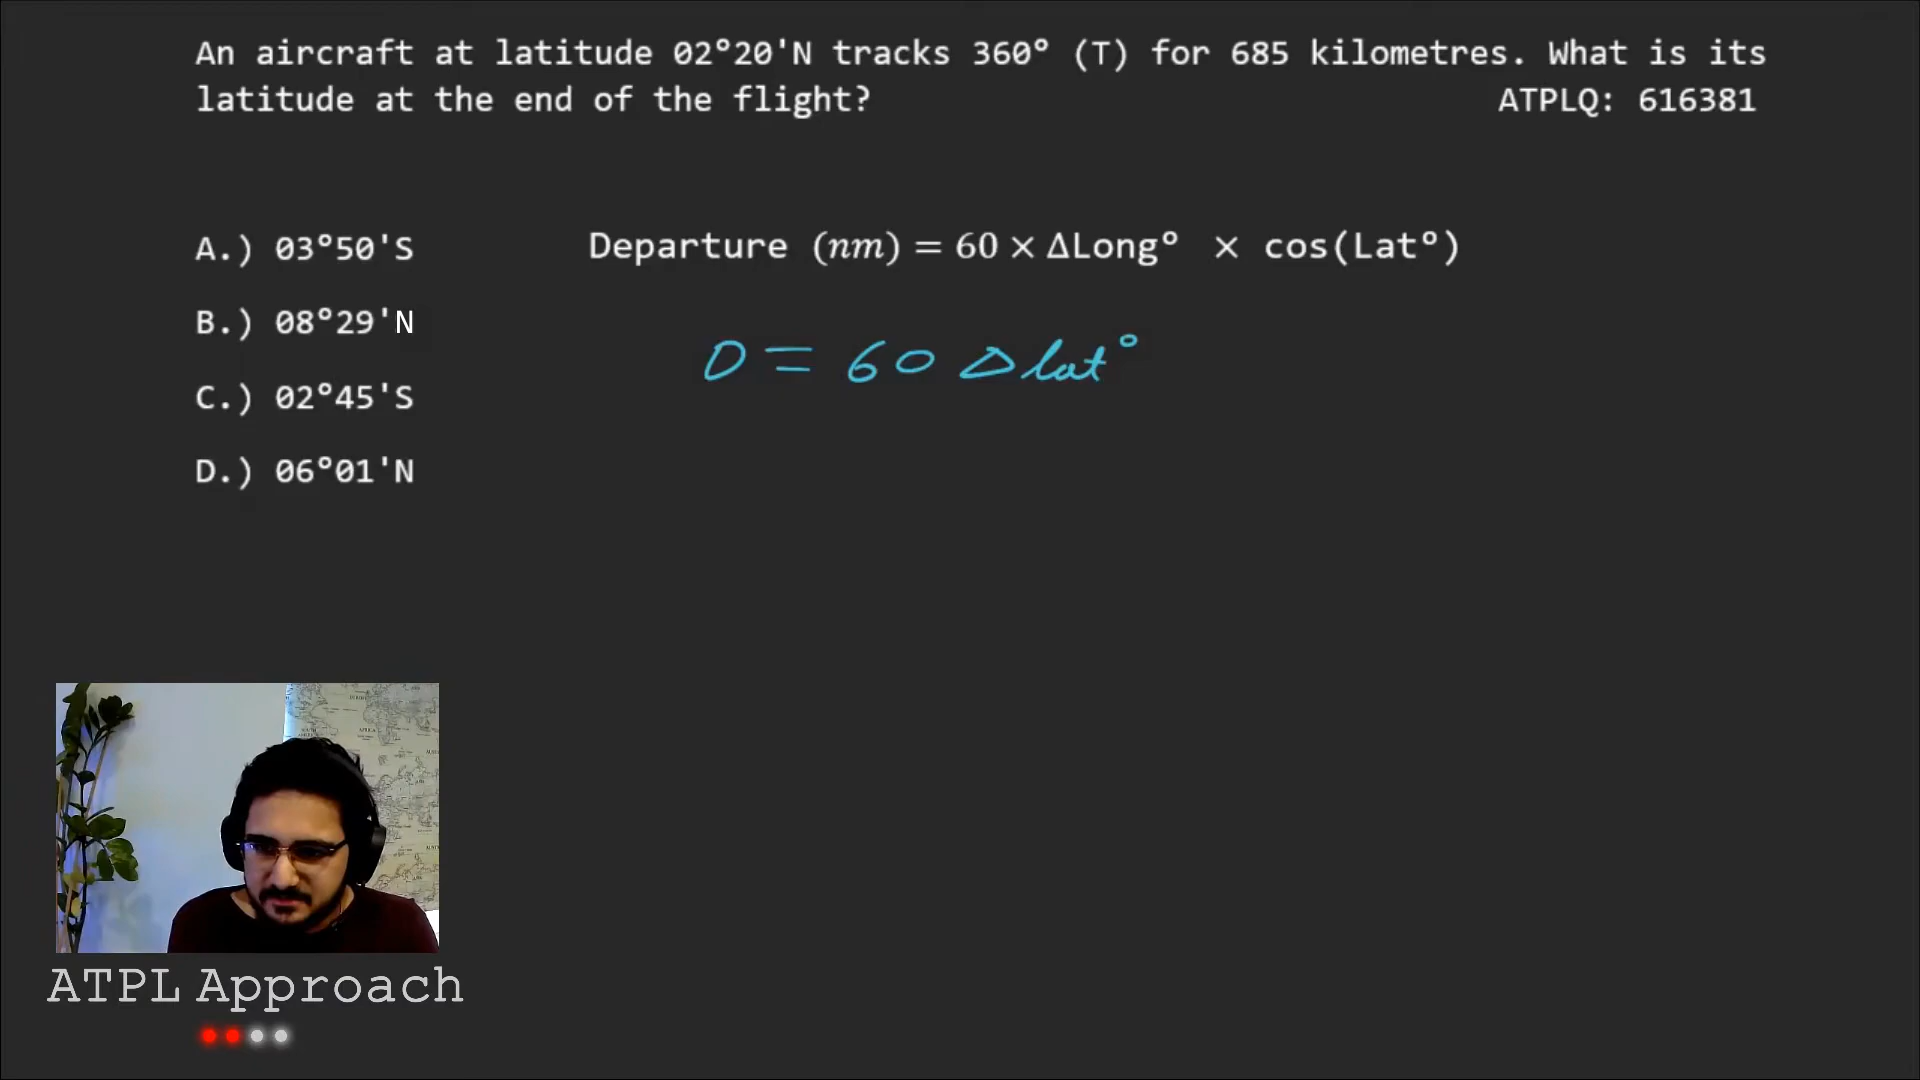 An aircraft at latitude 02°20'N tracks 360° (T) for 685 kilometres. What is its
latitude at the end of the flight?
ATPLQ: 616381
A.) 03°50'S
B.) 08°29'N
C.) 02°45'S
D.) 06°01'N
Departure (nm) = 60 × ΔLong° × cos(Lat°)
D = 60 Δ lat°
ATPL Approach